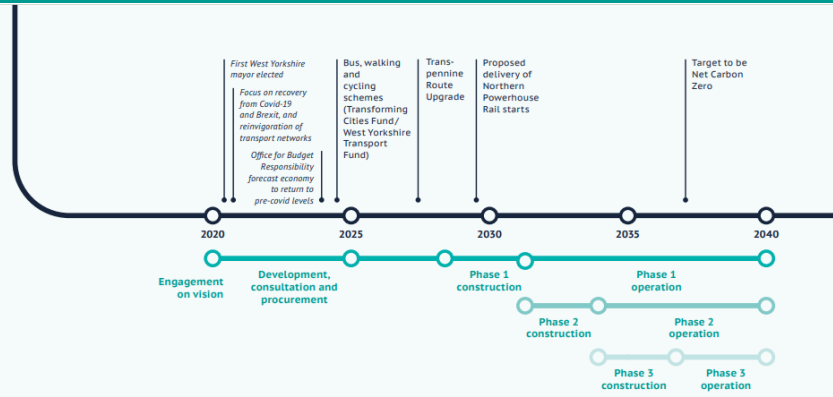 First West Yorkshire
mayor elected
Focus on recovery
from Covid-19
and Brexit, and
reinvigoration of
transport networks
Office for Budget
Responsibility
forecast economy
to return to
pre-covid levels
Bus, walking
and
cycling
schemes
(Transforming
Cities Fund/
West Yorkshire
Transport
Fund)
Trans-
pennine
Route
Upgrade
Proposed
delivery of
Northern
Powerhouse
Rail starts
Target to be
Net Carbon
Zero
2020
2025
2030
2035
2040
Engagement
on vision
Development,
consultation and
procurement
Phase 1
construction
Phase 1
operation
Phase 2
construction
Phase 2
operation
Phase 3
construction
Phase 3
operation